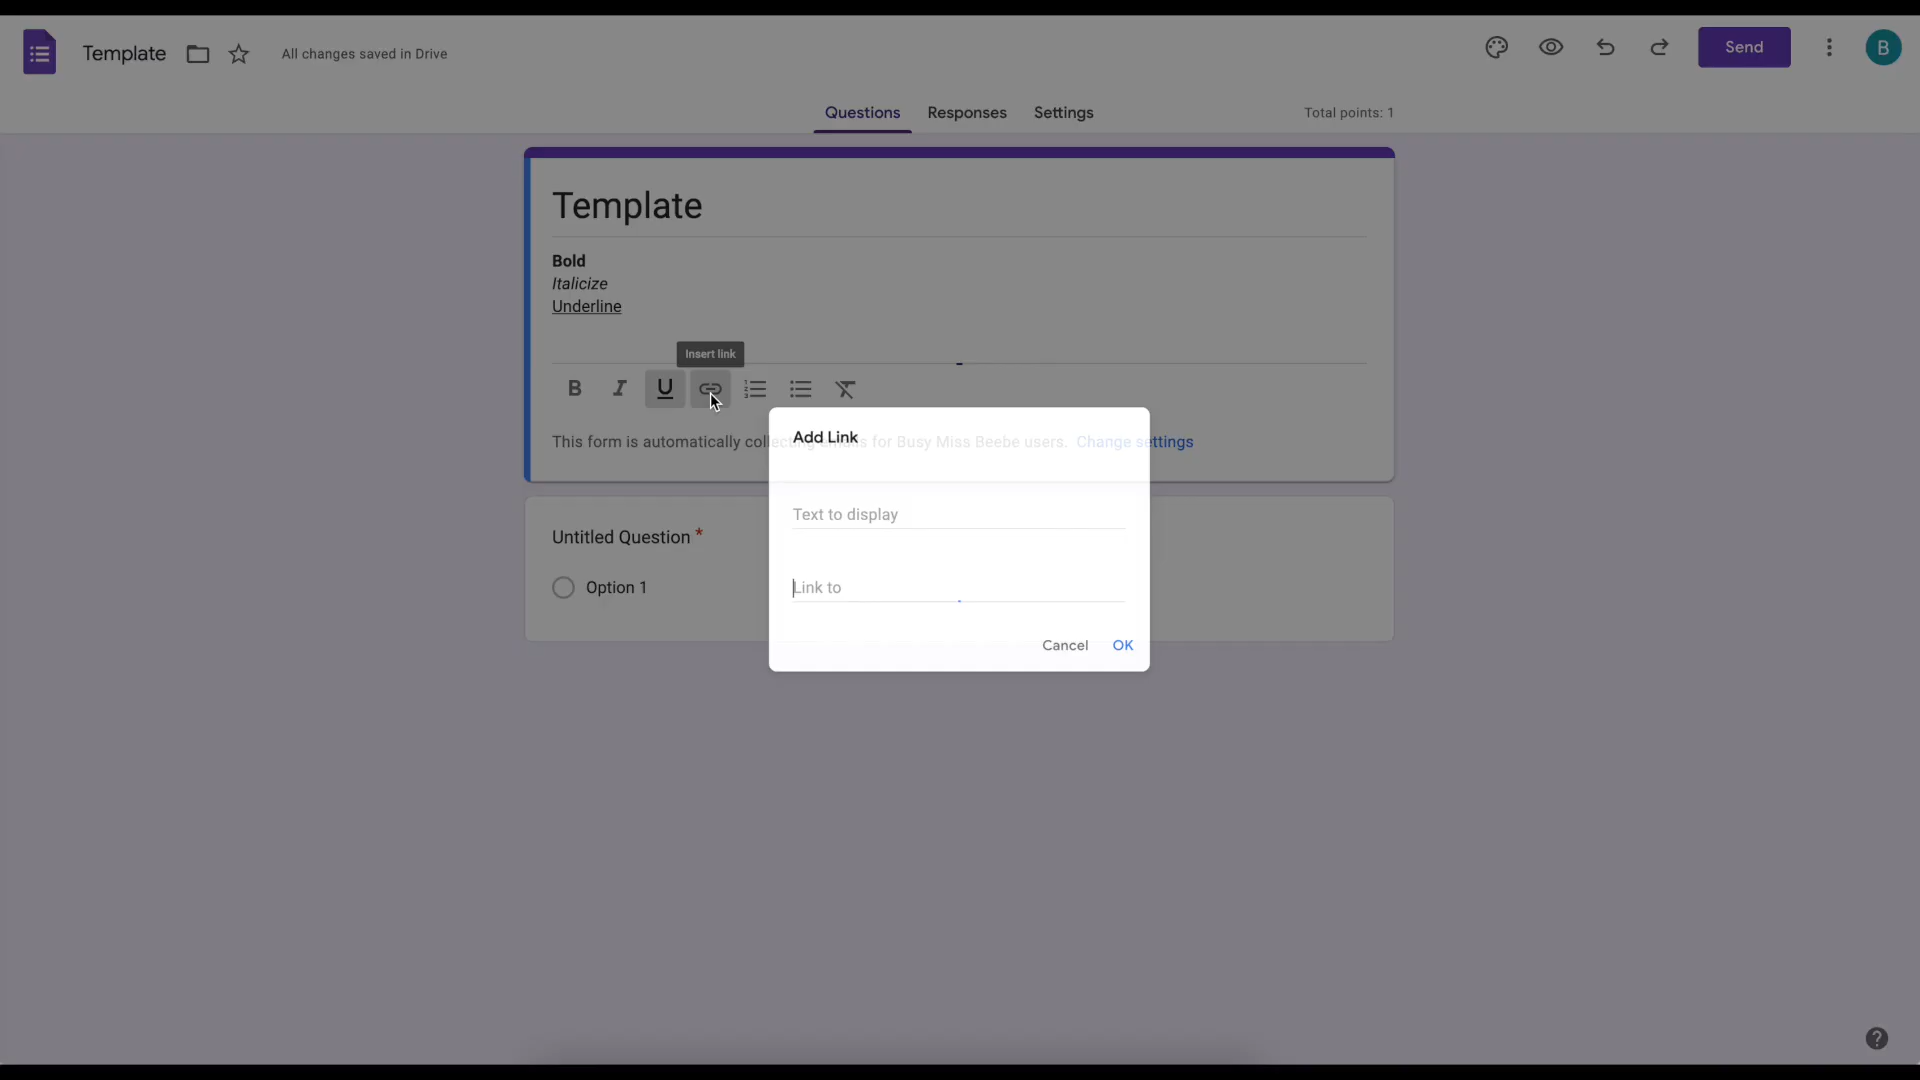 Template
All changes saved in Drive
Send
B
Questions
Responses
Settings
Total points: 1
Template
Bold
Italicize
Underline
Insert link
B I U
This form is automatically collecting emails for Busy Miss Beebe users. Change settings
Add Link
Text to display
Link to
Cancel
OK
Untitled Question *
Option 1
?